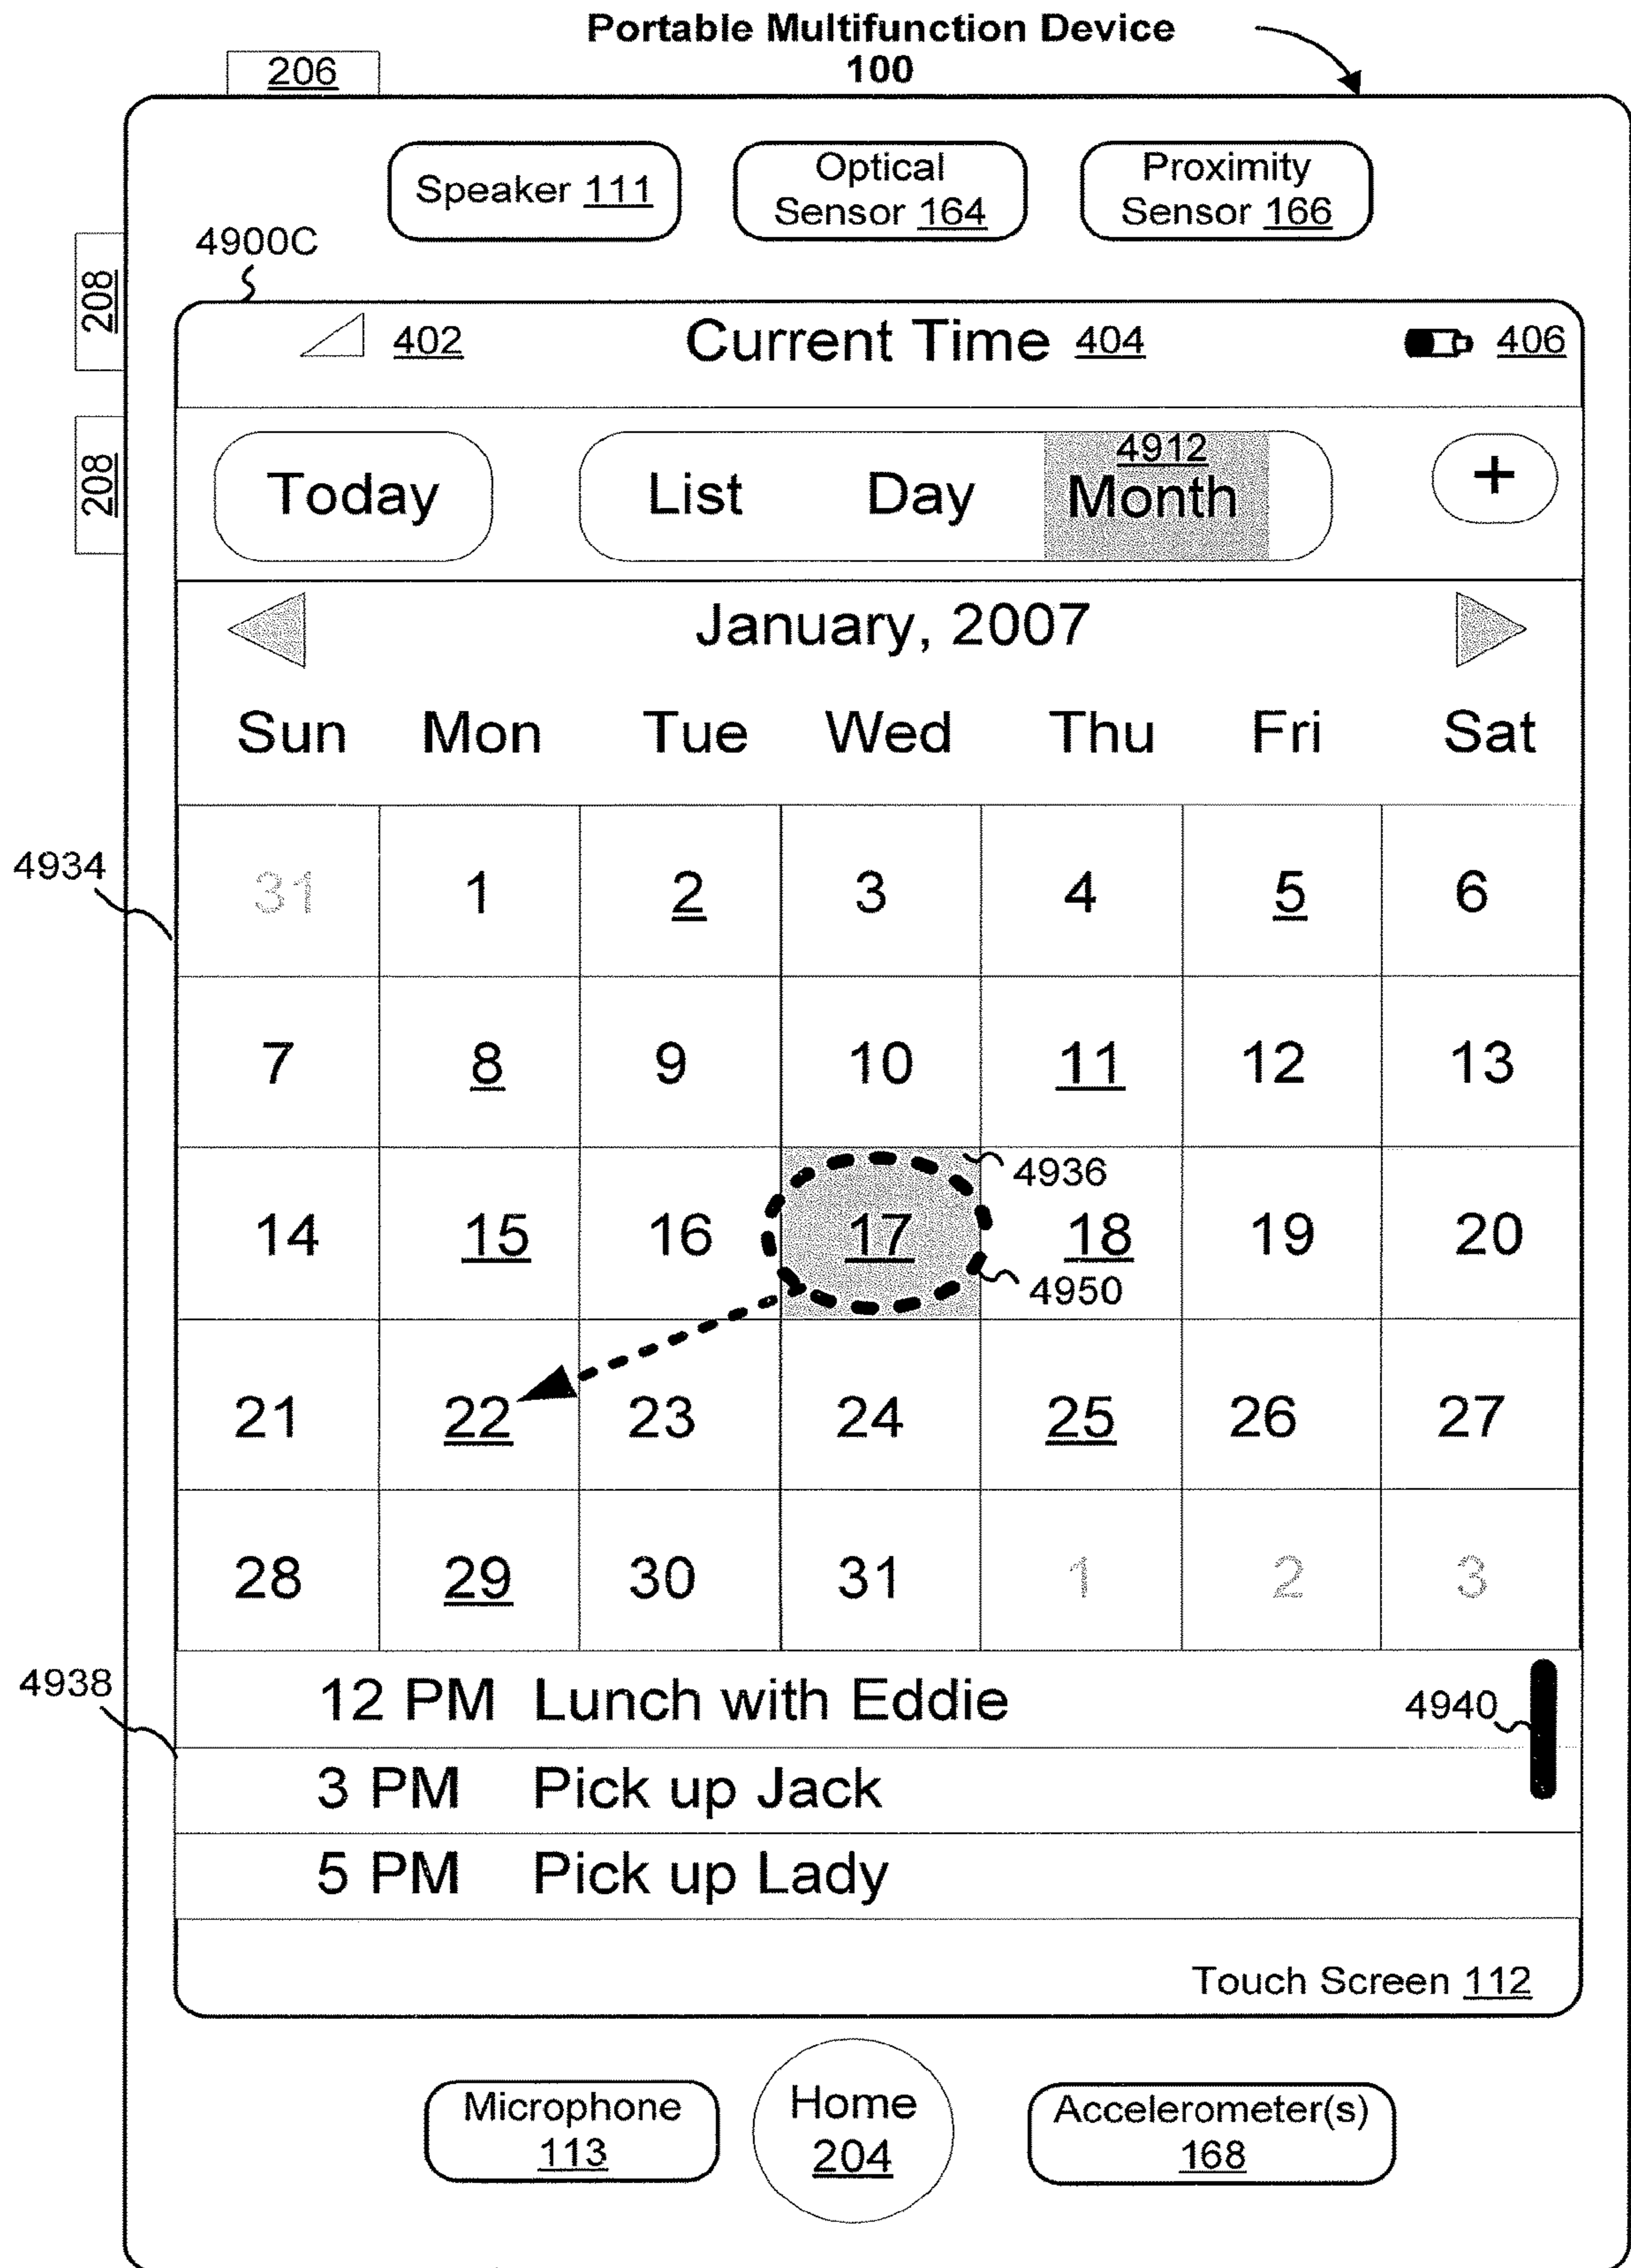 Portable Multifunction Device
100
206
Speaker 111
Optical
Sensor 164
Proximity
Sensor 166
4900C
208
402 Current Time 404 406
208
Today List Day 4912 Month +
January, 2007
Sun Mon Tue Wed Thu Fri Sat
4934
31 1 2 3 4 5 6
7 8 9 10 11 12 13
4936
14 15 16 17 18 19 20
4950
21 22 23 24 25 26 27
28 29 30 31 1 2 3
4938
12 PM Lunch with Eddie
4940
3 PM Pick up Jack
5 PM Pick up Lady
Touch Screen 112
Microphone
113
Home
204
Accelerometer(s)
168